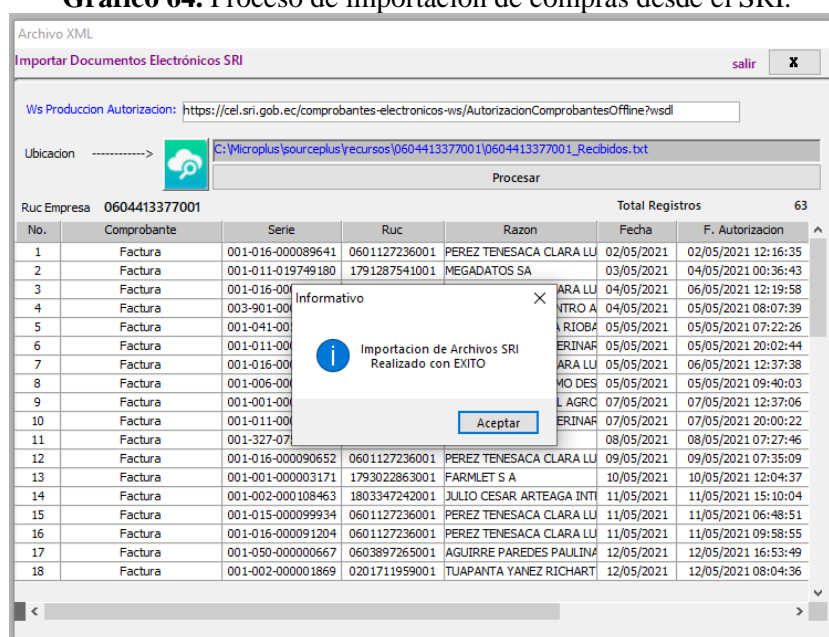 Gráfico 64. Proceso de importación de compras desde el SRI.
Archivo XML
Importar Documentos Electrónicos SRI salir X
Ws Produccion Autorizacion: https://cel.sri.gob.ec/comprobantes-electronicos-ws/AutorizacionComprobantesOffline?wsdl
Ubicacion ------------> C:\Microplus\sourceplus\recursos\0604413377001\0604413377001_Recibidos.txt
Procesar
Ruc Empresa 0604413377001 Total Registros 63
No. Comprobante Serie Ruc Razon Fecha F. Autorizacion
1 Factura 001-016-000089641 0601127236001 PEREZ TENESACA CLARA LU 02/05/2021 02/05/2021 12:16:35
2 Factura 001-011-019749180 1791287541001 MEGADATOS SA 03/05/2021 04/05/2021 00:36:43
3 Factura 001-016-00 ARA LU 04/05/2021 06/05/2021 12:19:58
4 Factura 003-901-00 NTRO A 04/05/2021 05/05/2021 08:07:39
5 Factura 001-041-00 A RIOBA 05/05/2021 05/05/2021 07:22:26
6 Factura 001-011-00 ERINAR 05/05/2021 05/05/2021 20:02:44
7 Factura 001-016-00 ARA LU 05/05/2021 06/05/2021 12:37:38
8 Factura 001-006-00 MO DES 05/05/2021 05/05/2021 09:40:03
9 Factura 001-001-00 L AGRO 07/05/2021 07/05/2021 12:37:06
10 Factura 001-011-00 ERINAR 07/05/2021 07/05/2021 20:00:22
11 Factura 001-327-07 08/05/2021 08/05/2021 07:27:46
12 Factura 001-016-000090652 0601127236001 PEREZ TENESACA CLARA LU 09/05/2021 09/05/2021 07:35:09
13 Factura 001-001-000003171 1793022863001 FARMLET S A 10/05/2021 10/05/2021 12:04:37
14 Factura 001-002-000108463 1803347242001 JULIO CESAR ARTEAGA INTI 11/05/2021 11/05/2021 15:10:04
15 Factura 001-015-000099934 0601127236001 PEREZ TENESACA CLARA LU 11/05/2021 11/05/2021 06:48:51
16 Factura 001-016-000091204 0601127236001 PEREZ TENESACA CLARA LU 11/05/2021 11/05/2021 09:58:55
17 Factura 001-050-000000667 0603897265001 AGUIRRE PAREDES PAULINA 12/05/2021 12/05/2021 16:53:49
18 Factura 001-002-000001869 0201711959001 TUAPANTA YANEZ RICHART 12/05/2021 12/05/2021 08:04:36
Informativo
Importacion de Archivos SRI
Realizado con EXITO
Aceptar